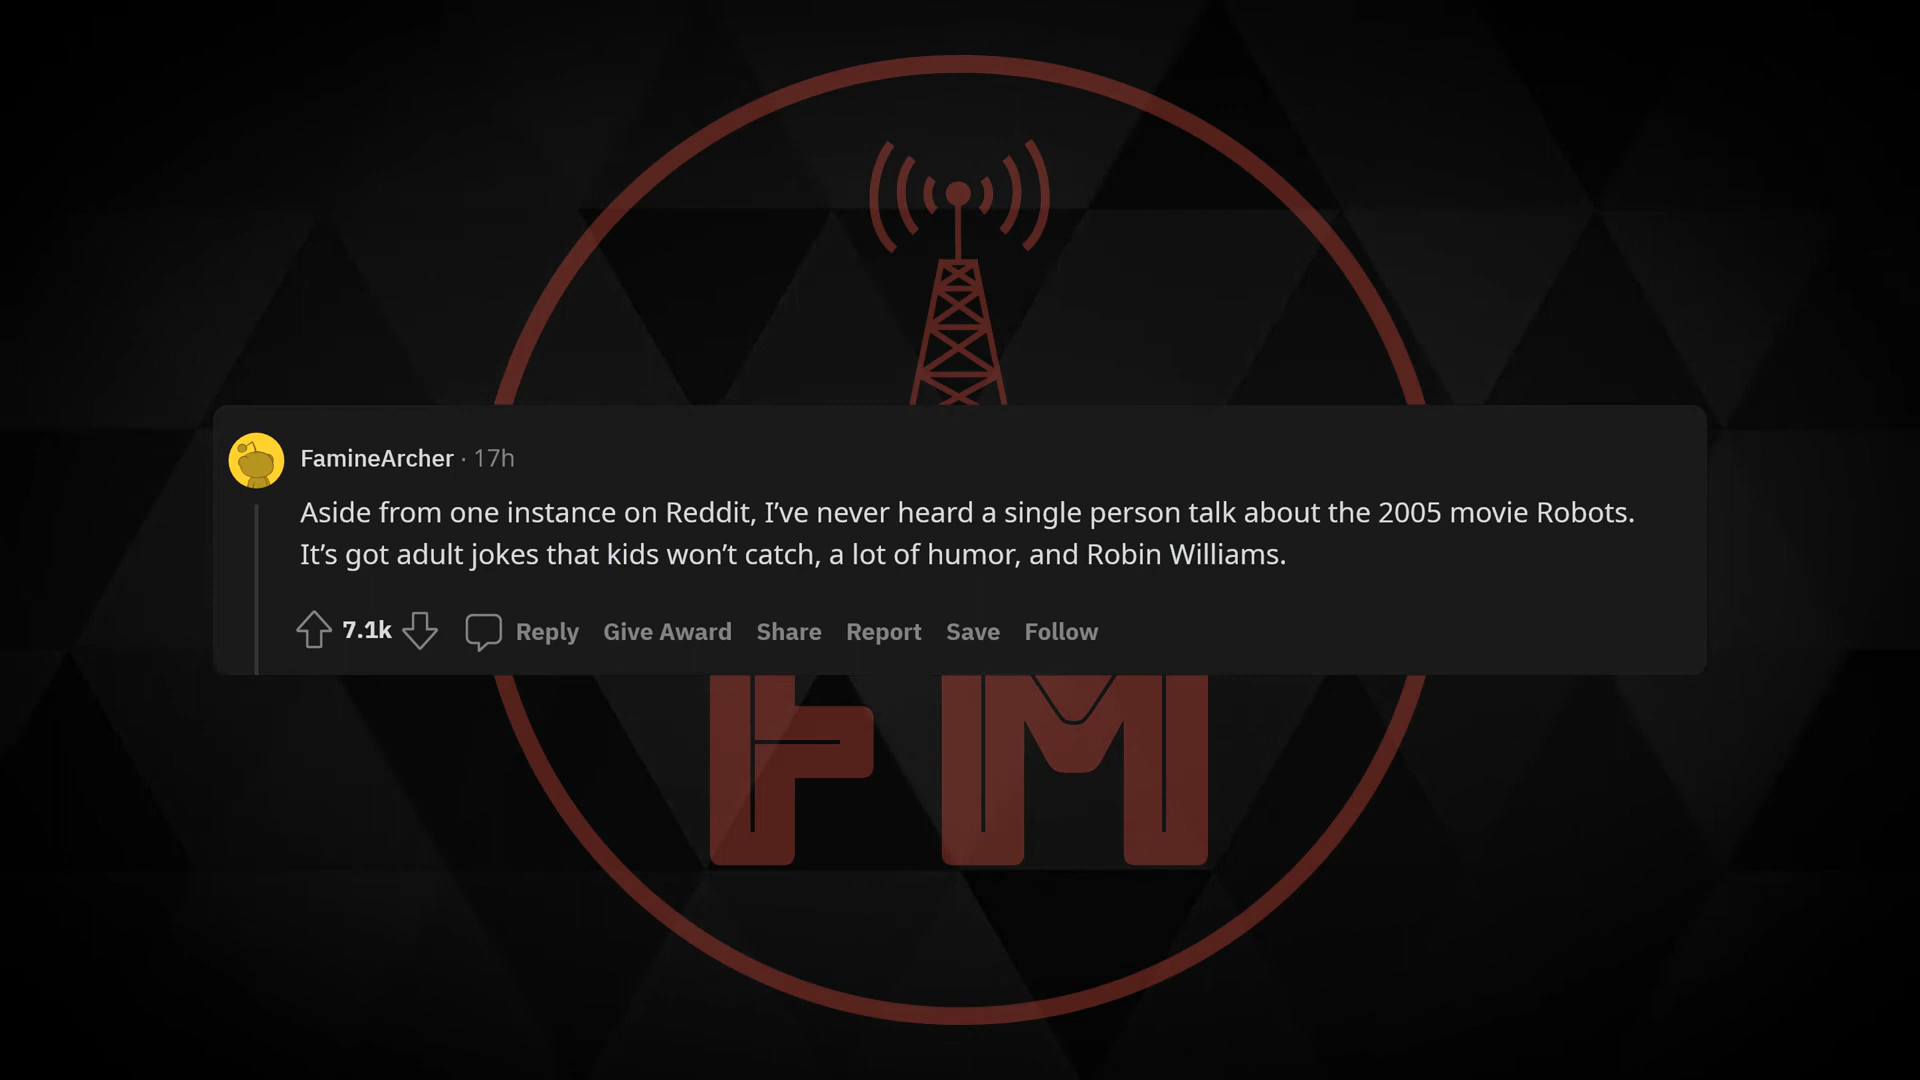 FamineArcher · 17h
Aside from one instance on Reddit, I’ve never heard a single person talk about the 2005 movie Robots.
It’s got adult jokes that kids won’t catch, a lot of humor, and Robin Williams.
7.1k Reply Give Award Share Report Save Follow
FM